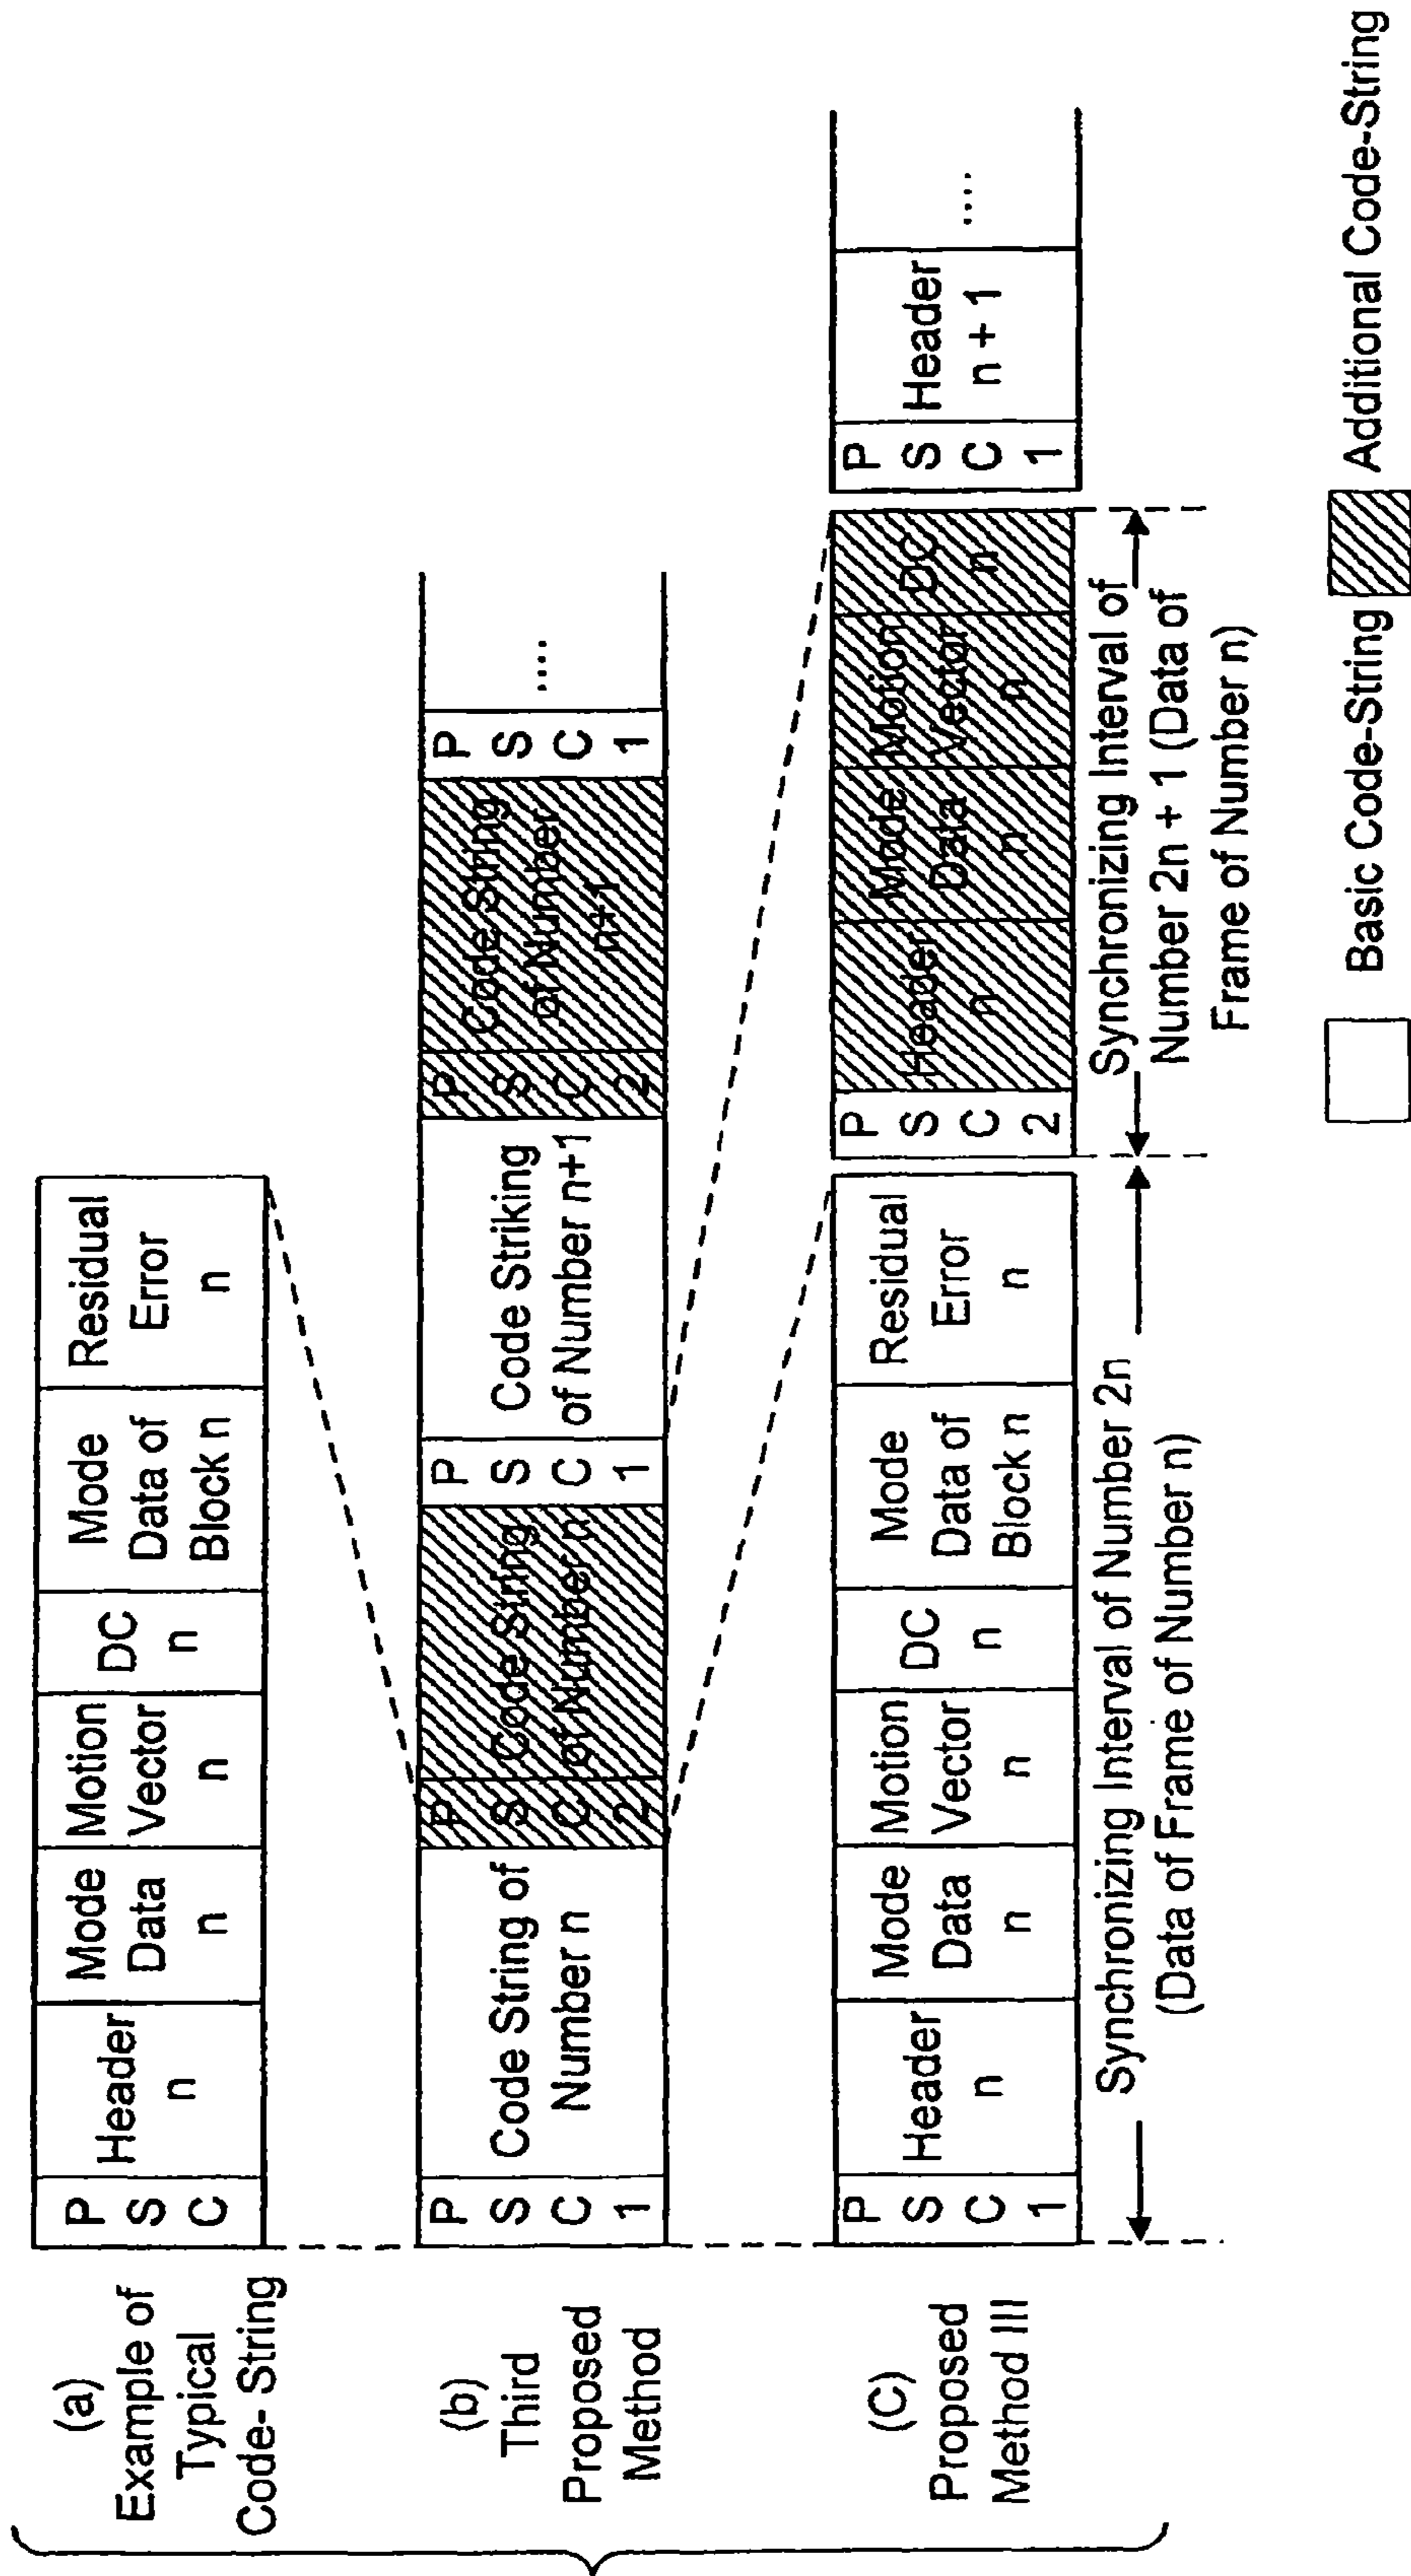 (a)
Example of
Typical
Code- String
P
S
C
Header
n
Mode
Data
n
Motion
Vector
n
DC
n
Mode
Data of
Block n
Residual
Error
n
(b)
Third
Proposed
Method
P
S
C
1
Code String of
Number n
P
S
C
2
Code String
of Number n
P
S
C
1
Code Striking
of Number n+1
P
S
C
2
Code String
of Number
n+1
P
S
C
1
....
(C)
Proposed
Method III
P
S
C
1
Header
n
Mode
Data
n
Motion
Vector
n
DC
n
Mode
Data of
Block n
Residual
Error
n
P
S
C
2
Header
n
Mode
Data
n
Motion
Vector
n
DC
n
P
S
C
1
Header
n + 1
....
Synchronizing Interval of Number 2n
(Data of Frame of Number n)
Synchronizing Interval of
Number 2n + 1 (Data of
Frame of Number n)
Basic Code-String
Additional Code-String